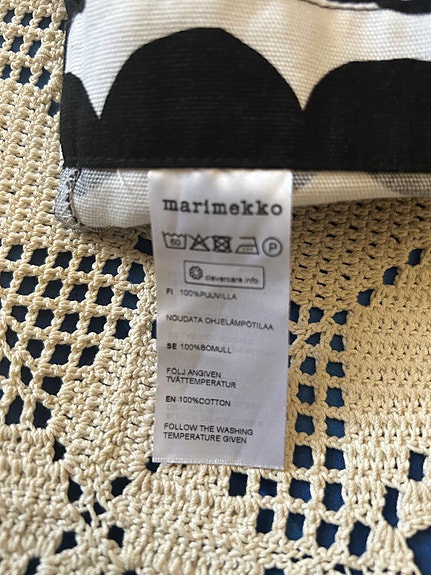 marimekko
60 P
clevercare.info
FI 100%PUUVILLA
NOUDATA OHJELÄMPÖTILAA
SE 100%BOMULL
FÖLJ ANGIVEN
TVÄTTEMPERATUR
EN 100%COTTON
FOLLOW THE WASHING
TEMPERATURE GIVEN